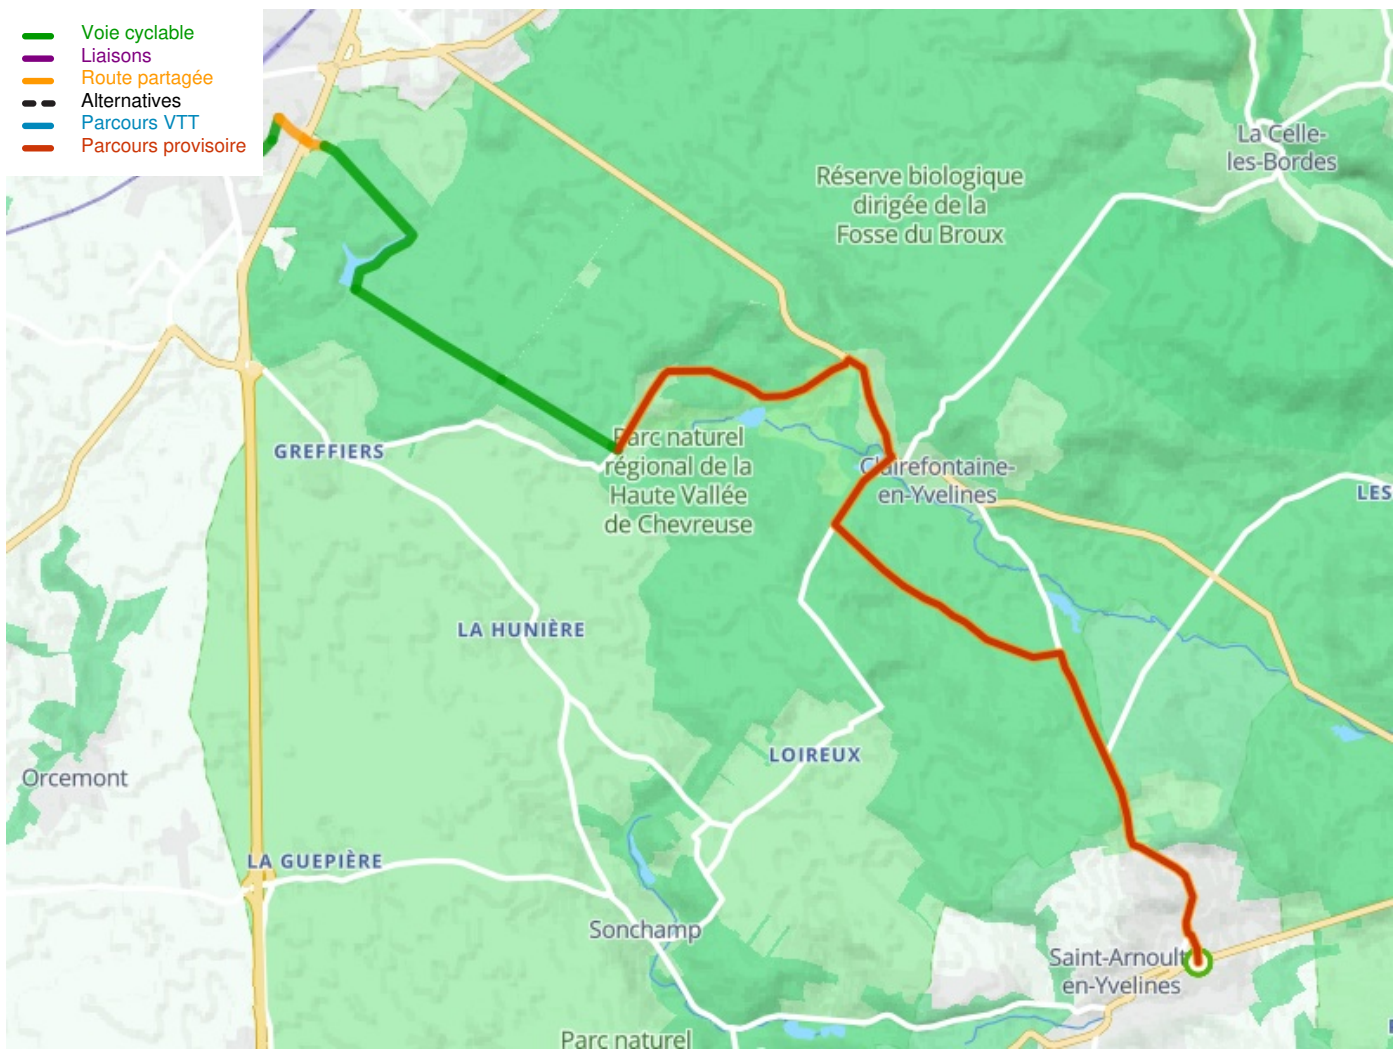 Voie cyclable
Liaisons
Route partagée
Alternatives
Parcours VTT
Parcours provisoire
La Celle-
les-Bordes
Réserve biologique
dirigée de la
Fosse du Broux
GREFFIERS
Parc naturel
régional de la
Haute Vallée
de Chevreuse
Clairefontaine-
en-Yvelines
LES
LA HUNIÈRE
LOIREUX
Orcemont
LA GUEPIÈRE
Sonchamp
Saint-Arnoult
en-Yvelines
Parc naturel